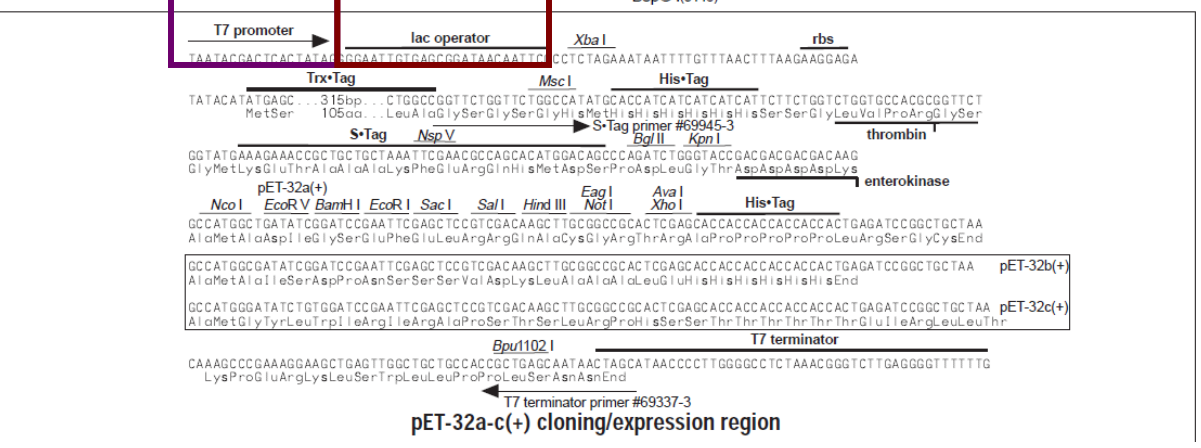 T7 promoter lac operator Xba I rbs
TAATACGACTCACTATAGGGGAATTGTGAGCGGATAACAATTCCCCTCTAGAAATAATTTTGTTTAACTTTAAGAAGGAGA
Trx•Tag Msc I His•Tag
TATACATATGAGC...315bp...CTGGCCGGTTCTGGTTCTGGCCATATGCACCATCATCATCATCATTCTTCTGGTCTGGTGCCACGCGGTTCT
MetSer 105aa...LeuAlaGlySerGlySerGlyHisMetHisHisHisHisHisHisSerSerGlyLeuValProArgGlySer
S•Tag primer #69945-3 thrombin
S•Tag Nsp V Bgl II Kpn I
GGTATGAAAGAAACCGCTGCTGCTAAATTCGAACGCCAGCACATGGACAGCCCAGATCTGGGTACCGACGACGACGACAAG
GlyMetLysGluThrAlaAlaAlaLysPheGluArgGlnHisMetAspSerProAspLeuGlyThrAspAspAspAspLys
enterokinase
pET-32a(+)
Nco I EcoR V BamH I EcoR I Sac I Sal I Hind III Eag I Not I Ava I Xho I His•Tag
GCCATGGCTGATATCGGATCCGAATTCGAGCTCCGTCGACAAGCTTGCGGCCGCACTCGAGCACCACCACCACCACCACTGAGATCCGGCTGCTAA
AlaMetAlaAspIleGlySerGluPheGluLeuArgArgGlnAlaCysGlyArgThrArgAlaProProProProProLeuArgSerGlyCysEnd
GCCATGGCGATATCGGATCCGAATTCGAGCTCCGTCGACAAGCTTGCGGCCGCACTCGAGCACCACCACCACCACCACTGAGATCCGGCTGCTAA pET-32b(+)
AlaMetAlaIleSerAspProAsnSerSerSerValAspLysLeuAlaAlaAlaLeuGluHisHisHisHisHisHisEnd
GCCATGGGATATCTGTGGATCCGAATTCGAGCTCCGTCGACAAGCTTGCGGCCGCACTCGAGCACCACCACCACCACCACTGAGATCCGGCTGCTAA pET-32c(+)
AlaMetGlyTyrLeuTrpIleArgIleArgAlaProSerThrSerLeuArgProHisSerSerThrThrThrThrThrThrGluIleArgLeuLeuThr
Bpu1102 I T7 terminator
CAAAGCCCGAAAGGAAGCTGAGTTGGCTGCTGCCACCGCTGAGCAATAACTAGCATAACCCCTTGGGGCCTCTAAACGGGTCTTGAGGGGTTTTTTG
LysProGluArgLysLeuSerTrpLeuLeuProProLeuSerAsnAsnEnd
T7 terminator primer #69337-3
pET-32a-c(+) cloning/expression region